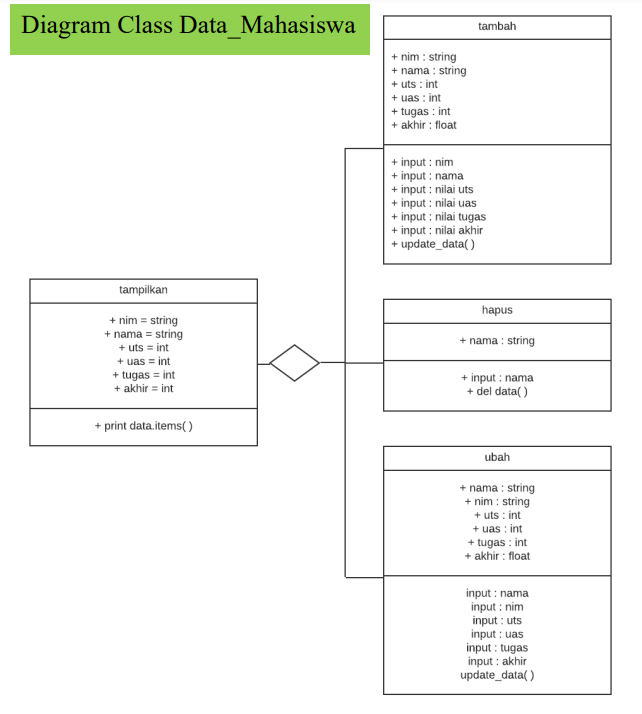 Diagram Class Data_Mahasiswa
tambah
+ nim : string
+ nama : string
+ uts : int
+ uas : int
+ tugas : int
+ akhir : float
+ input : nim
+ input : nama
+ input : nilai uts
+ input : nilai uas
+ input : nilai tugas
+ input : nilai akhir
+ update_data( )
tampilkan
+ nim = string
+ nama = string
+ uts = int
+ uas = int
+ tugas = int
+ akhir = int
+ print data.items( )
hapus
+ nama : string
+ input : nama
+ del data( )
ubah
+ nama : string
+ nim : string
+ uts : int
+ uas : int
+ tugas : int
+ akhir : float
input : nama
input : nim
input : uts
input : uas
input : tugas
input : akhir
update_data( )